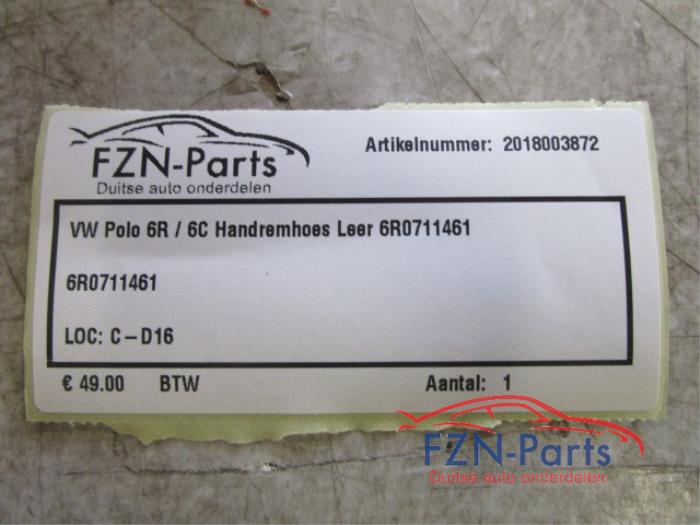 FZN-Parts
Duitse auto onderdelen
Artikelnummer: 2018003872
VW Polo 6R / 6C Handremhoes Leer 6R0711461
6R0711461
LOC: C-D16
€ 49.00 BTW Aantal: 1
FZN-Parts
Duitse auto onderdelen